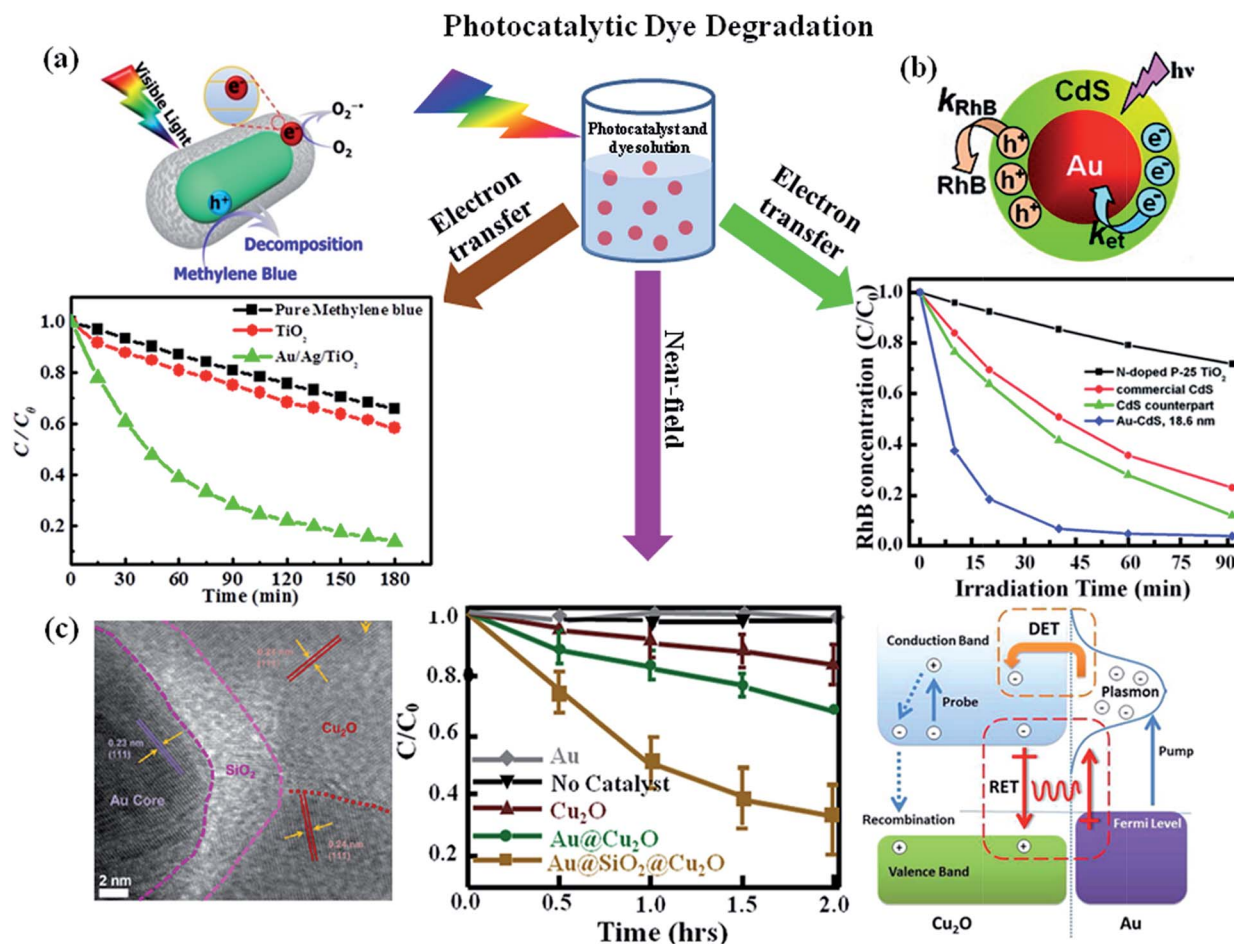 Photocatalytic Dye Degradation
(a)
Visible Light
e⁻
e⁻
O₂⁻•
O₂
h⁺
Decomposition
Methylene Blue
Photocatalyst and
dye solution
Electron
transfer
Near-field
Electron
transfer
(b)
hν
CdS
Au
kRhB
RhB
h⁺
h⁺
h⁺
e⁻
e⁻
e⁻
ket
Pure Methylene blue
TiO₂
Au/Ag/TiO₂
C/C₀
1.0
0.8
0.6
0.4
0.2
0 30 60 90 120 150 180
Time (min)
N-doped P-25 TiO₂
commercial CdS
CdS counterpart
Au-CdS, 18.6 nm
RhB concentration (C/C₀)
1.0
0.8
0.6
0.4
0.2
0.0
0 15 30 45 60 75 90
Irradiation Time (min)
(c)
(111)
Cu₂O
0.23 nm
(111)
SiO₂
Au Core
0.24 nm
(111)
2 nm
C/C₀
1.0
0.8
0.6
0.4
0.2
Au
No Catalyst
Cu₂O
Au@Cu₂O
Au@SiO₂@Cu₂O
0.0 0.5 1.0 1.5 2.0
Time (hrs)
Conduction Band
DET
Plasmon
Probe
Pump
RET
Recombination
Fermi Level
Valence Band
Cu₂O Au